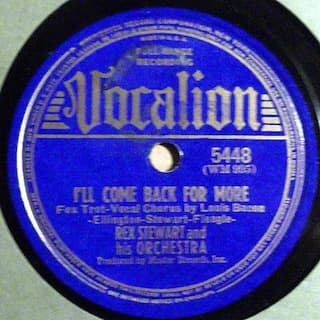 FULL RANGE
RECORDING
Vocalion
5448
(WM 995)
I'LL COME BACK FOR MORE
Fox Trot-Vocal Chorus by Louis Bacon
-Ellington-Stewart-Fleagle-
REX STEWART and
his ORCHESTRA
Produced by Master Records, Inc.